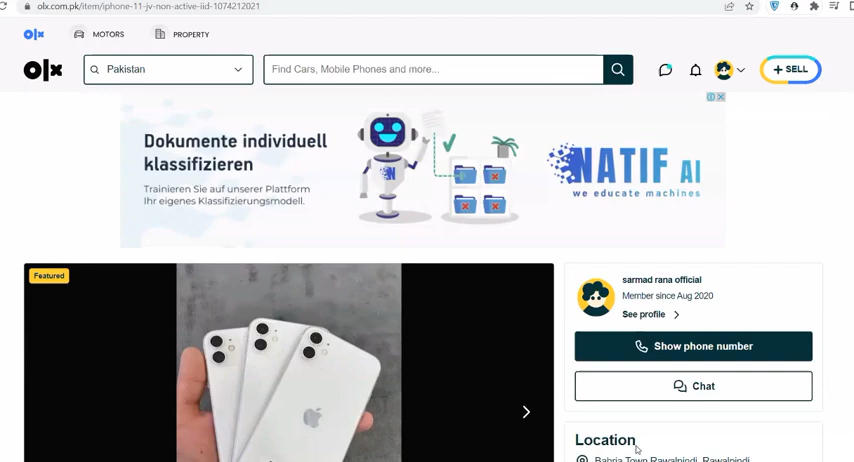 olx.com.pk/item/iphone-11-jv-non-active-iid-1074212021
olx
MOTORS
PROPERTY
olx
Pakistan
Find Cars, Mobile Phones and more...
+ SELL
Dokumente individuell
klassifizieren
Trainieren Sie auf unserer Plattform
Ihr eigenes Klassifizierungsmodell.
N
NATIF AI
we educate machines
Featured
sarmad rana official
Member since Aug 2020
See profile
Show phone number
Chat
Location
Bahria Town Rawalpindi, Rawalpindi